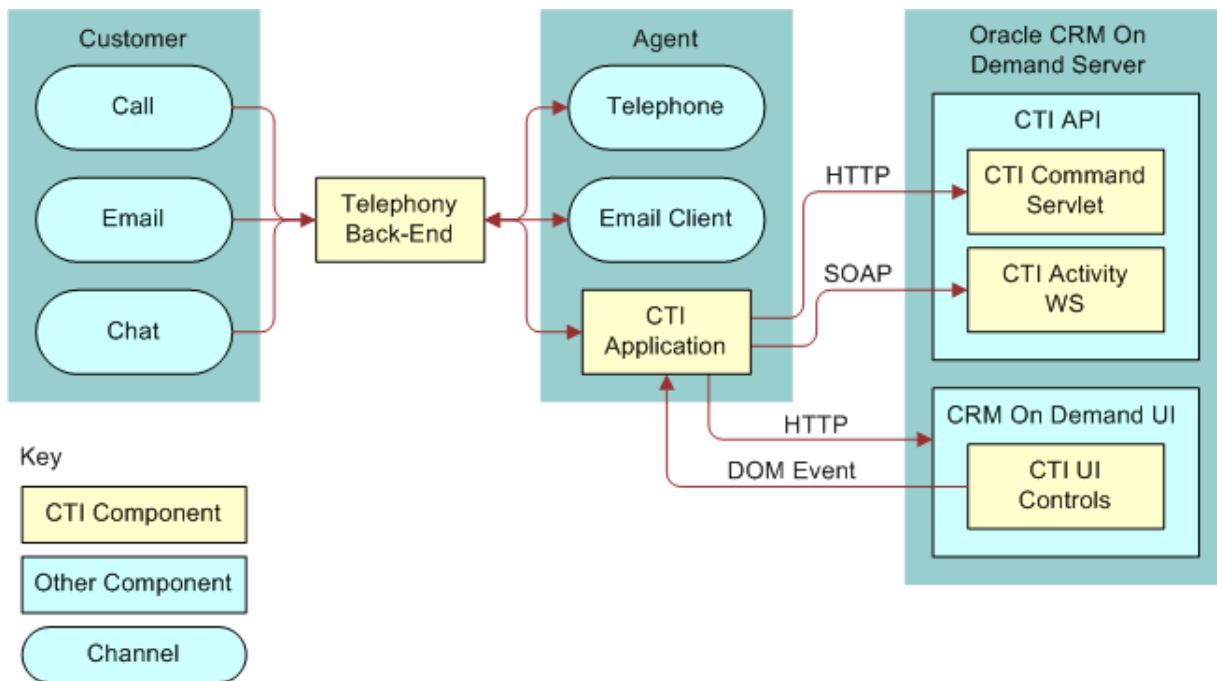 Customer
Call
Email
Chat
Telephony
Back-End
Agent
Telephone
Email Client
CTI
Application
HTTP
SOAP
HTTP
DOM Event
Oracle CRM On
Demand Server
CTI API
CTI Command
Servlet
CTI Activity
WS
CRM On Demand UI
CTI UI
Controls
Key
CTI Component
Other Component
Channel